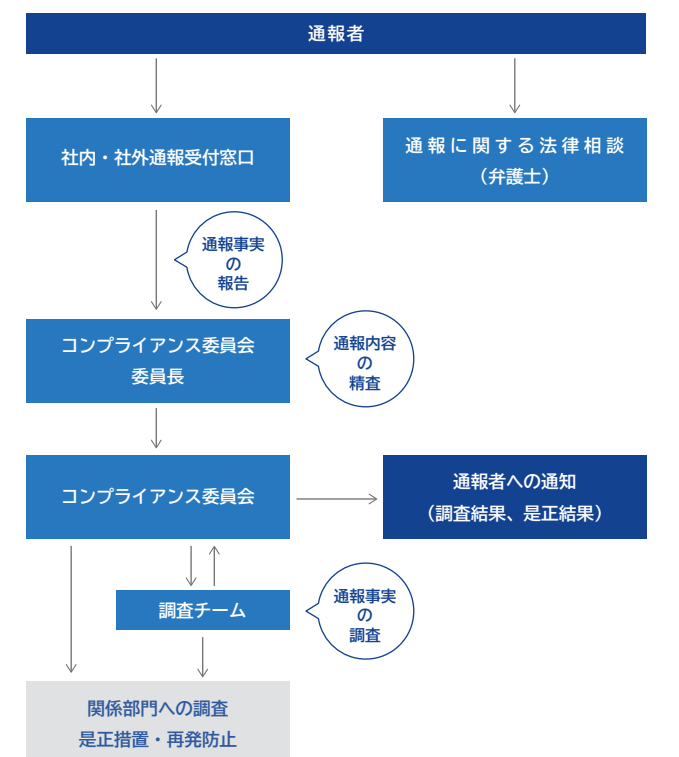 通報者
社内・社外通報受付窓口
通報に関する法律相談
（弁護士）
通報事実
の
報告
コンプライアンス委員会
委員長
通報内容
の
精査
コンプライアンス委員会
通報者への通知
（調査結果、是正結果）
調査チーム
通報事実
の
調査
関係部門への調査
是正措置・再発防止